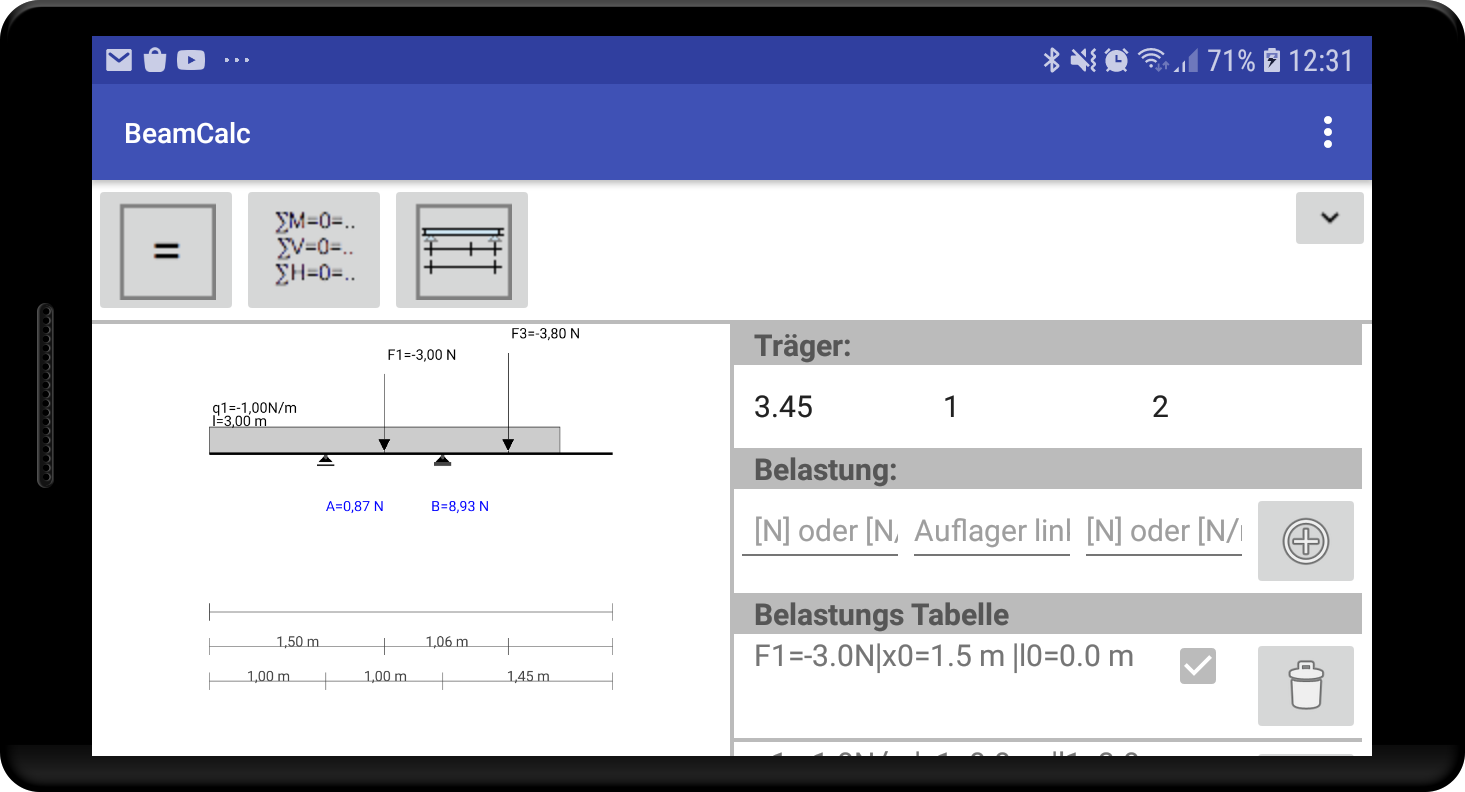 71% 12:31
BeamCalc
=
∑M=0=..
∑V=0=..
∑H=0=..
F3=-3,80 N
F1=-3,00 N
q1=-1,00N/m
l=3,00 m
A=0,87 N B=8,93 N
1,50 m 1,06 m
1,00 m 1,00 m 1,45 m
Träger:
3.45 1 2
Belastung:
[N] oder [N/ Auflager linl [N] oder [N/
Belastungs Tabelle
F1=-3.0N|x0=1.5 m |l0=0.0 m